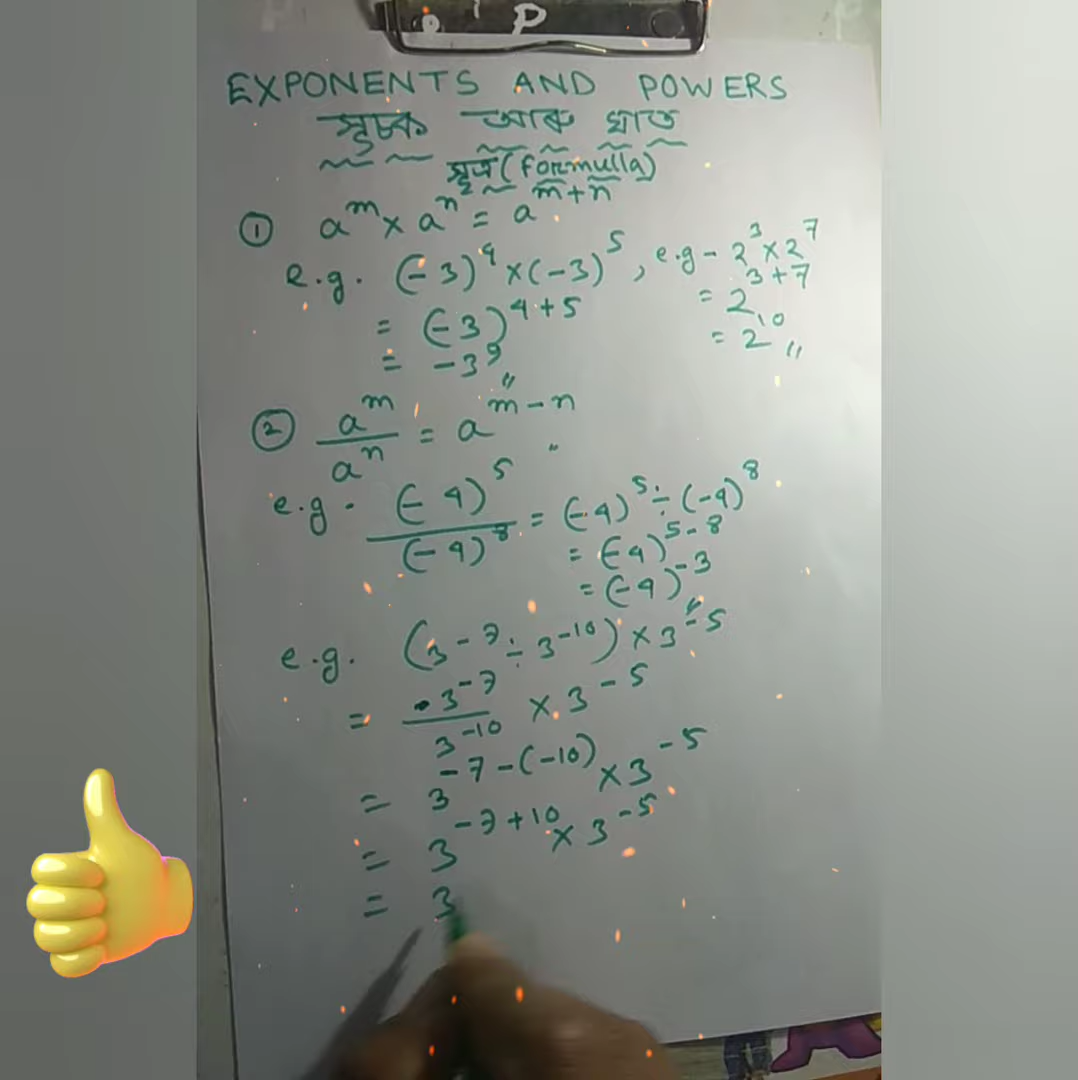 P
EXPONENTS AND POWERS
সূচক আৰু ঘাত
সূত্ৰ (formulla)
① a^m × a^n = a^(m+n)
e.g. (-3)^4 × (-3)^5, e.g - 2^3 × 2^7
= (-3)^(4+5) = 2^(3+7)
= -3^9 〃 = 2^10 〃
② a^m / a^n = a^(m-n) 〃
e.g. (-4)^5 / (-4)^8 = (-4)^5 ÷ (-4)^8
= (-4)^(5-8)
= (-4)^(-3) 〃
e.g. (3^(-7) ÷ 3^(-10)) × 3^(-5)
= 3^(-7) / 3^(-10) × 3^(-5)
= 3^(-7-(-10)) × 3^(-5)
= 3^(-7+10) × 3^(-5)
= 3